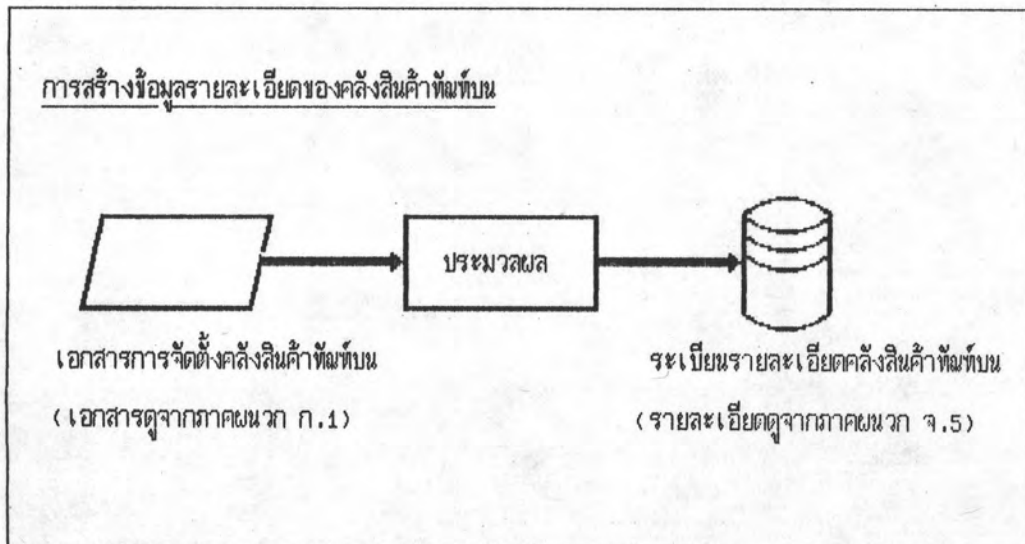 การสร้างข้อมูลรายละเอียดของคลังสินค้าทัณฑ์บน
ประมวลผล
เอกสารการจัดตั้งคลังสินค้าทัณฑ์บน
(เอกสารดูจากภาคผนวก ก.1)
ระเบียนรายละเอียดคลังสินค้าทัณฑ์บน
(รายละเอียดดูจากภาคผนวก จ.5)